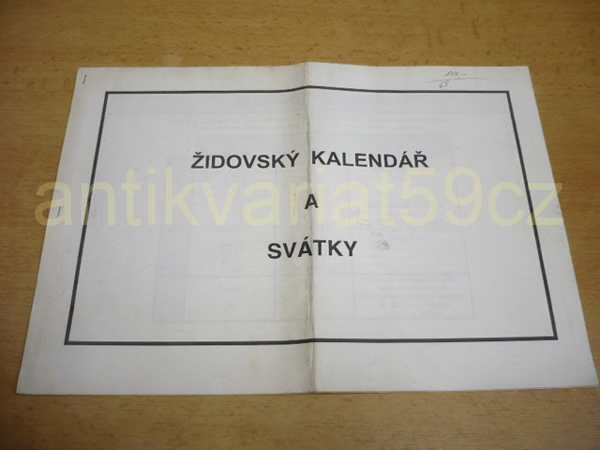 ŽIDOVSKÝ KALENDÁŘ
antikvariat59cz
A
SVÁTKY